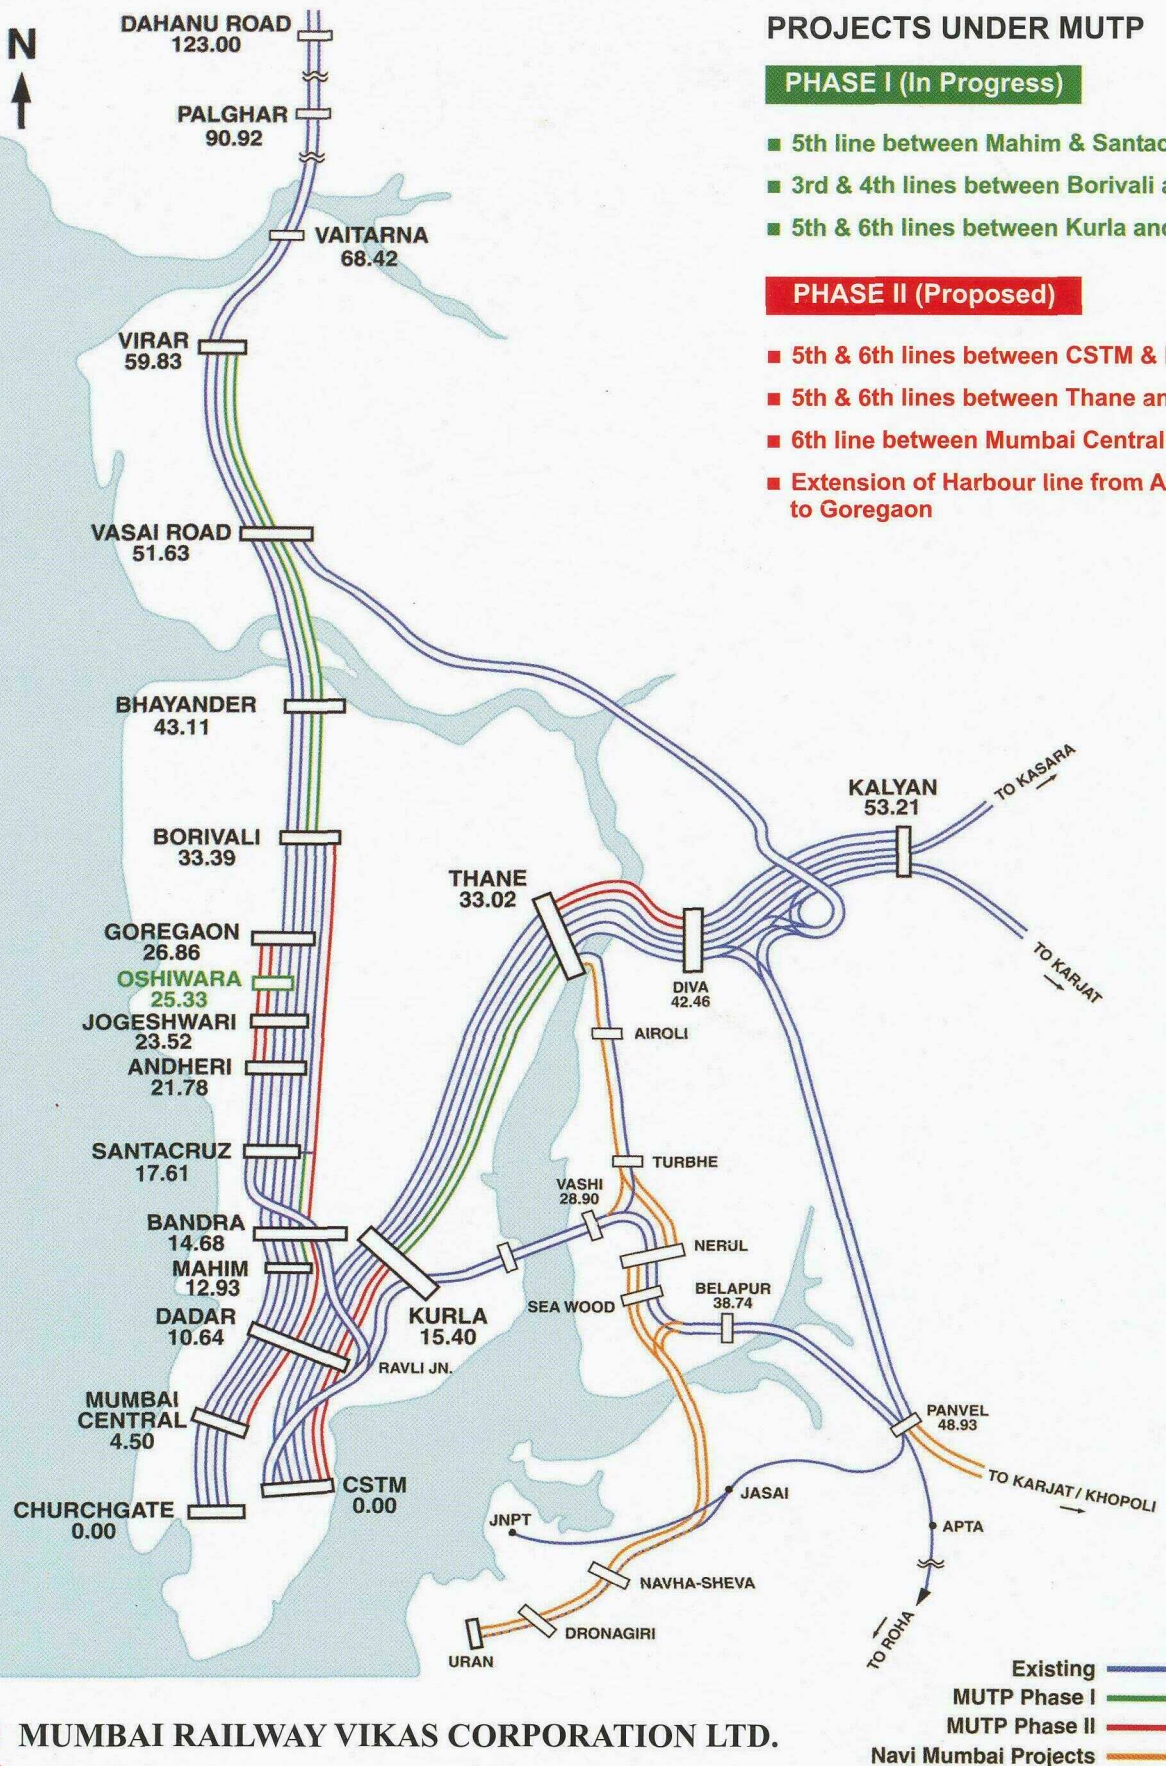 N
DAHANU ROAD
123.00
PALGHAR
90.92
VAITARNA
68.42
VIRAR
59.83
VASAI ROAD
51.63
BHAYANDER
43.11
BORIVALI
33.39
GOREGAON
26.86
OSHIWARA
25.33
JOGESHWARI
23.52
ANDHERI
21.78
SANTACRUZ
17.61
BANDRA
14.68
MAHIM
12.93
DADAR
10.64
MUMBAI
CENTRAL
4.50
CHURCHGATE
0.00
CSTM
0.00
RAVLI JN.
KURLA
15.40
THANE
33.02
DIVA
42.46
KALYAN
53.21
TO KASARA
TO KARJAT
AIROLI
TURBHE
VASHI
28.90
NERUL
SEA WOOD
BELAPUR
38.74
PANVEL
48.93
TO KARJAT/ KHOPOLI
JASAI
JNPT
APTA
NAVHA-SHEVA
DRONAGIRI
URAN
TO ROHA
PROJECTS UNDER MUTP
PHASE I (In Progress)
5th line between Mahim & Santac
3rd & 4th lines between Borivali a
5th & 6th lines between Kurla and
PHASE II (Proposed)
5th & 6th lines between CSTM &
5th & 6th lines between Thane an
6th line between Mumbai Central
Extension of Harbour line from A
to Goregaon
Existing
MUTP Phase I
MUTP Phase II
Navi Mumbai Projects
MUMBAI RAILWAY VIKAS CORPORATION LTD.